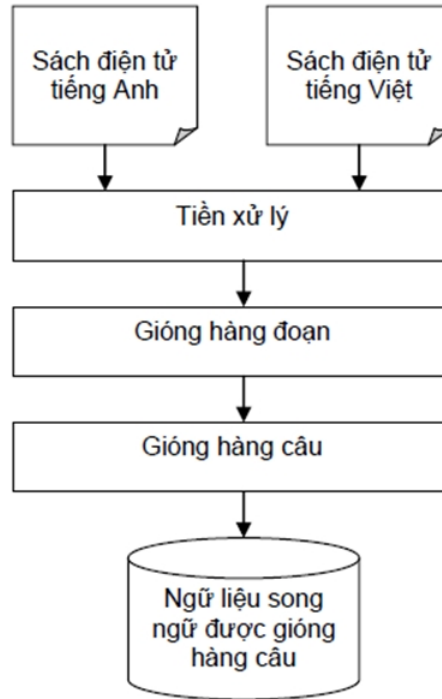 Sách điện tử
tiếng Anh
Sách điện tử
tiếng Việt
Tiền xử lý
Gióng hàng đoạn
Gióng hàng câu
Ngữ liệu song
ngữ được gióng
hàng câu